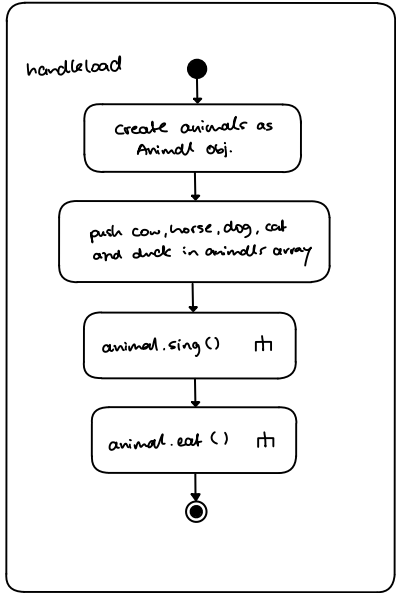 handleload
create animals as
Animal Obj.
push cow, horse, dog, cat
and duck in animals array
animal.sing()
animal.eat()